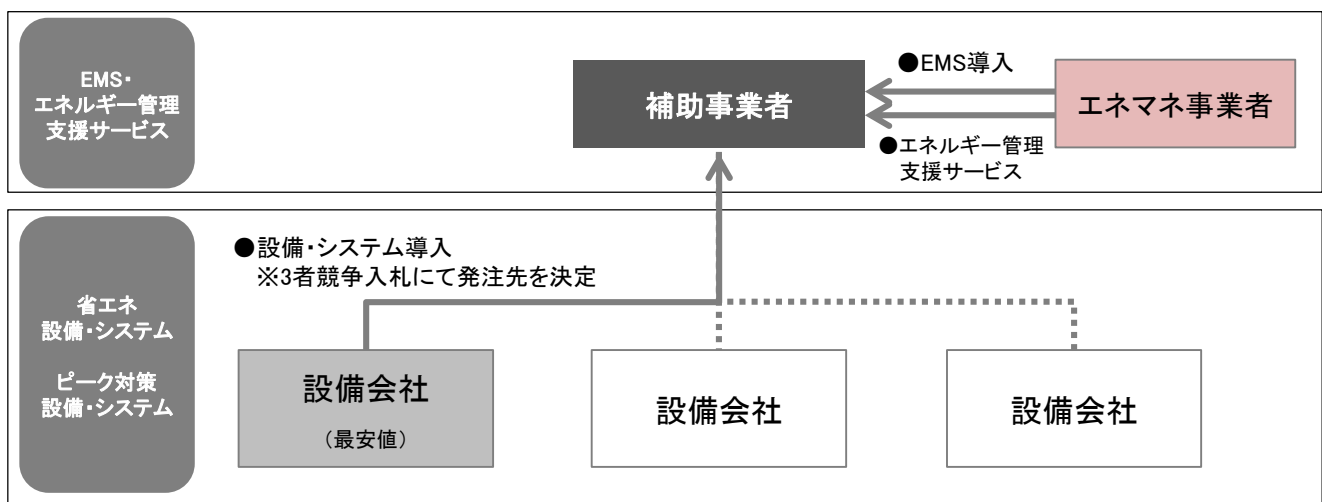 EMS・
エネルギー管理
支援サービス
補助事業者
●EMS導入
エネマネ事業者
●エネルギー管理
支援サービス
省エネ
設備・システム
ピーク対策
設備・システム
●設備・システム導入
※3者競争入札にて発注先を決定
設備会社
（最安値）
設備会社
設備会社